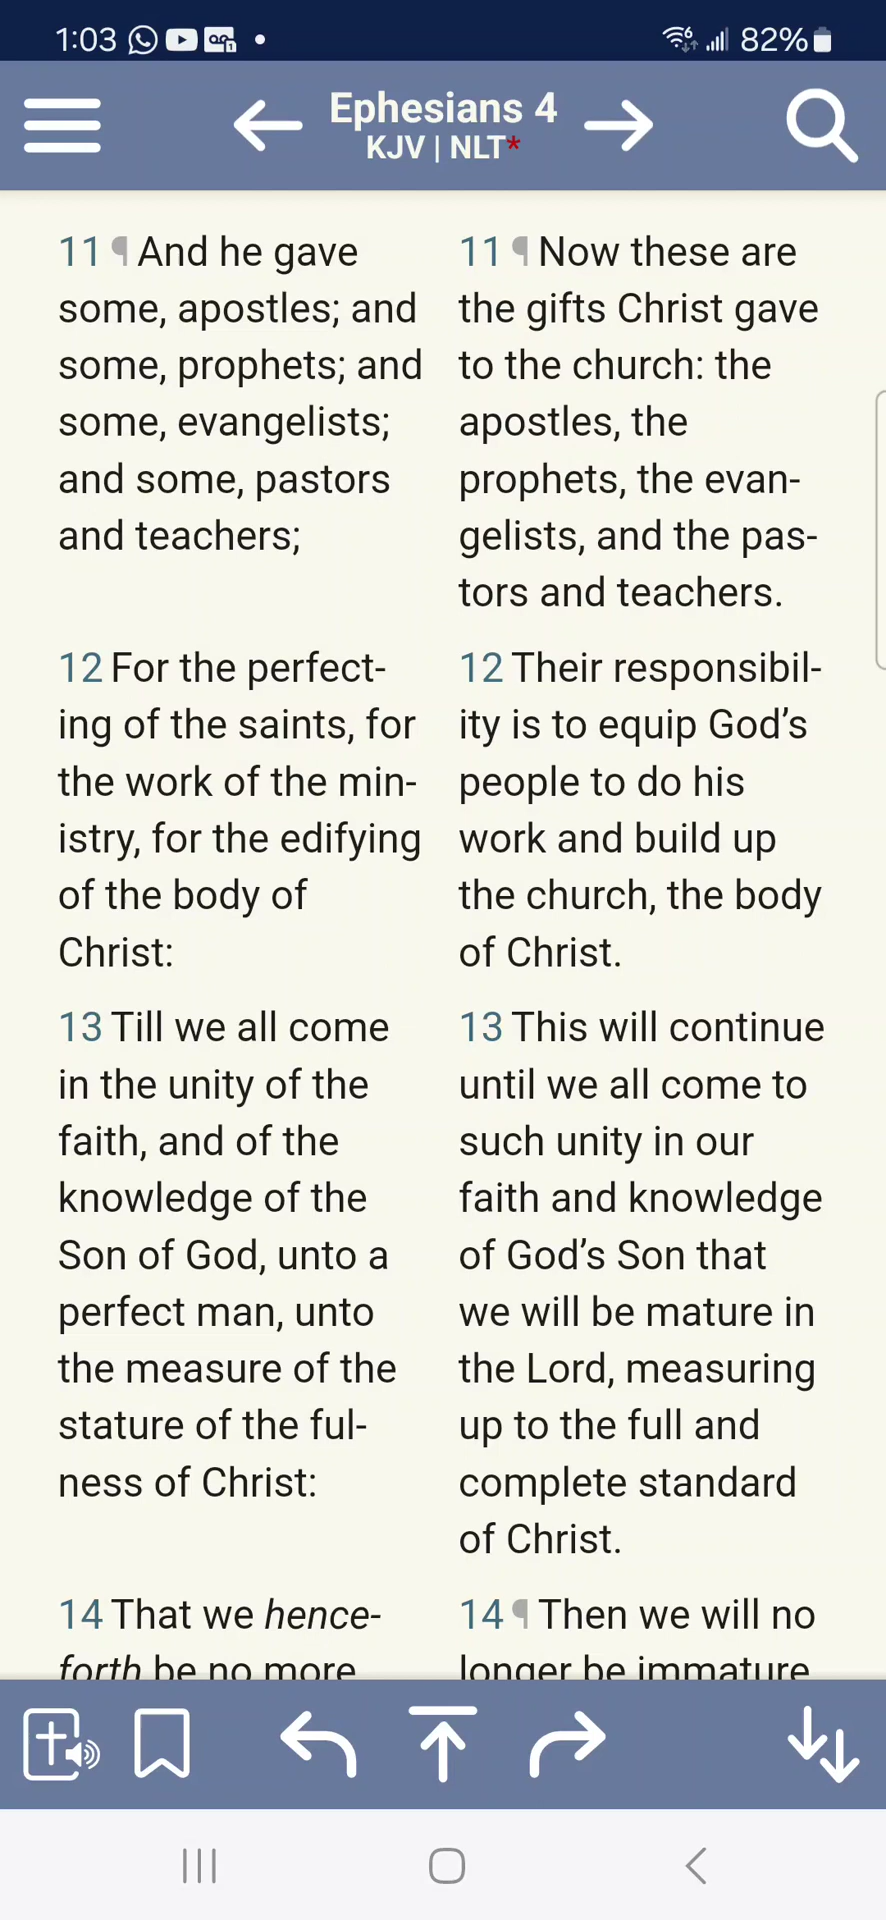 1:03
82%
Ephesians 4
KJV | NLT*
11 ¶ And he gave
some, apostles; and
some, prophets; and
some, evangelists;
and some, pastors
and teachers;
12 For the perfect-
ing of the saints, for
the work of the min-
istry, for the edifying
of the body of
Christ:
13 Till we all come
in the unity of the
faith, and of the
knowledge of the
Son of God, unto a
perfect man, unto
the measure of the
stature of the ful-
ness of Christ:
14 That we hence-
forth be no more
11 ¶ Now these are
the gifts Christ gave
to the church: the
apostles, the
prophets, the evan-
gelists, and the pas-
tors and teachers.
12 Their responsibil-
ity is to equip God’s
people to do his
work and build up
the church, the body
of Christ.
13 This will continue
until we all come to
such unity in our
faith and knowledge
of God’s Son that
we will be mature in
the Lord, measuring
up to the full and
complete standard
of Christ.
14 ¶ Then we will no
longer be immature